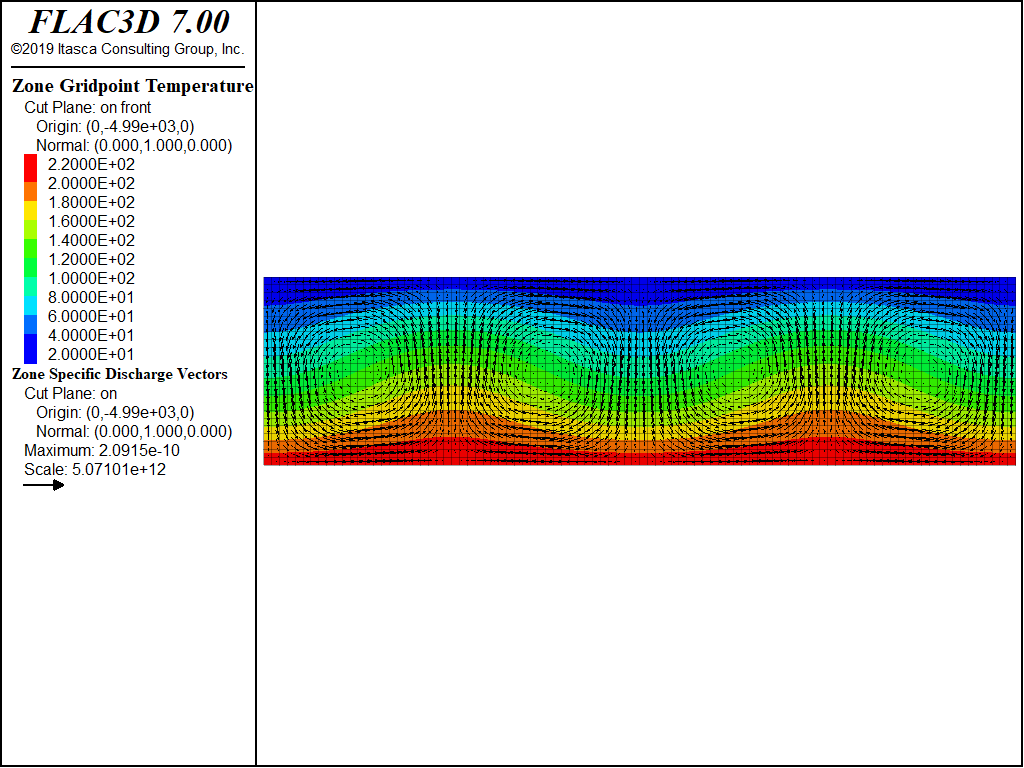 FLAC3D 7.00
©2019 Itasca Consulting Group, Inc.
Zone Gridpoint Temperature
Cut Plane: on front
Origin: (0,-4.99e+03,0)
Normal: (0.000,1.000,0.000)
2.2000E+02
2.0000E+02
1.8000E+02
1.6000E+02
1.4000E+02
1.2000E+02
1.0000E+02
8.0000E+01
6.0000E+01
4.0000E+01
2.0000E+01
Zone Specific Discharge Vectors
Cut Plane: on
Origin: (0,-4.99e+03,0)
Normal: (0.000,1.000,0.000)
Maximum: 2.0915e-10
Scale: 5.07101e+12